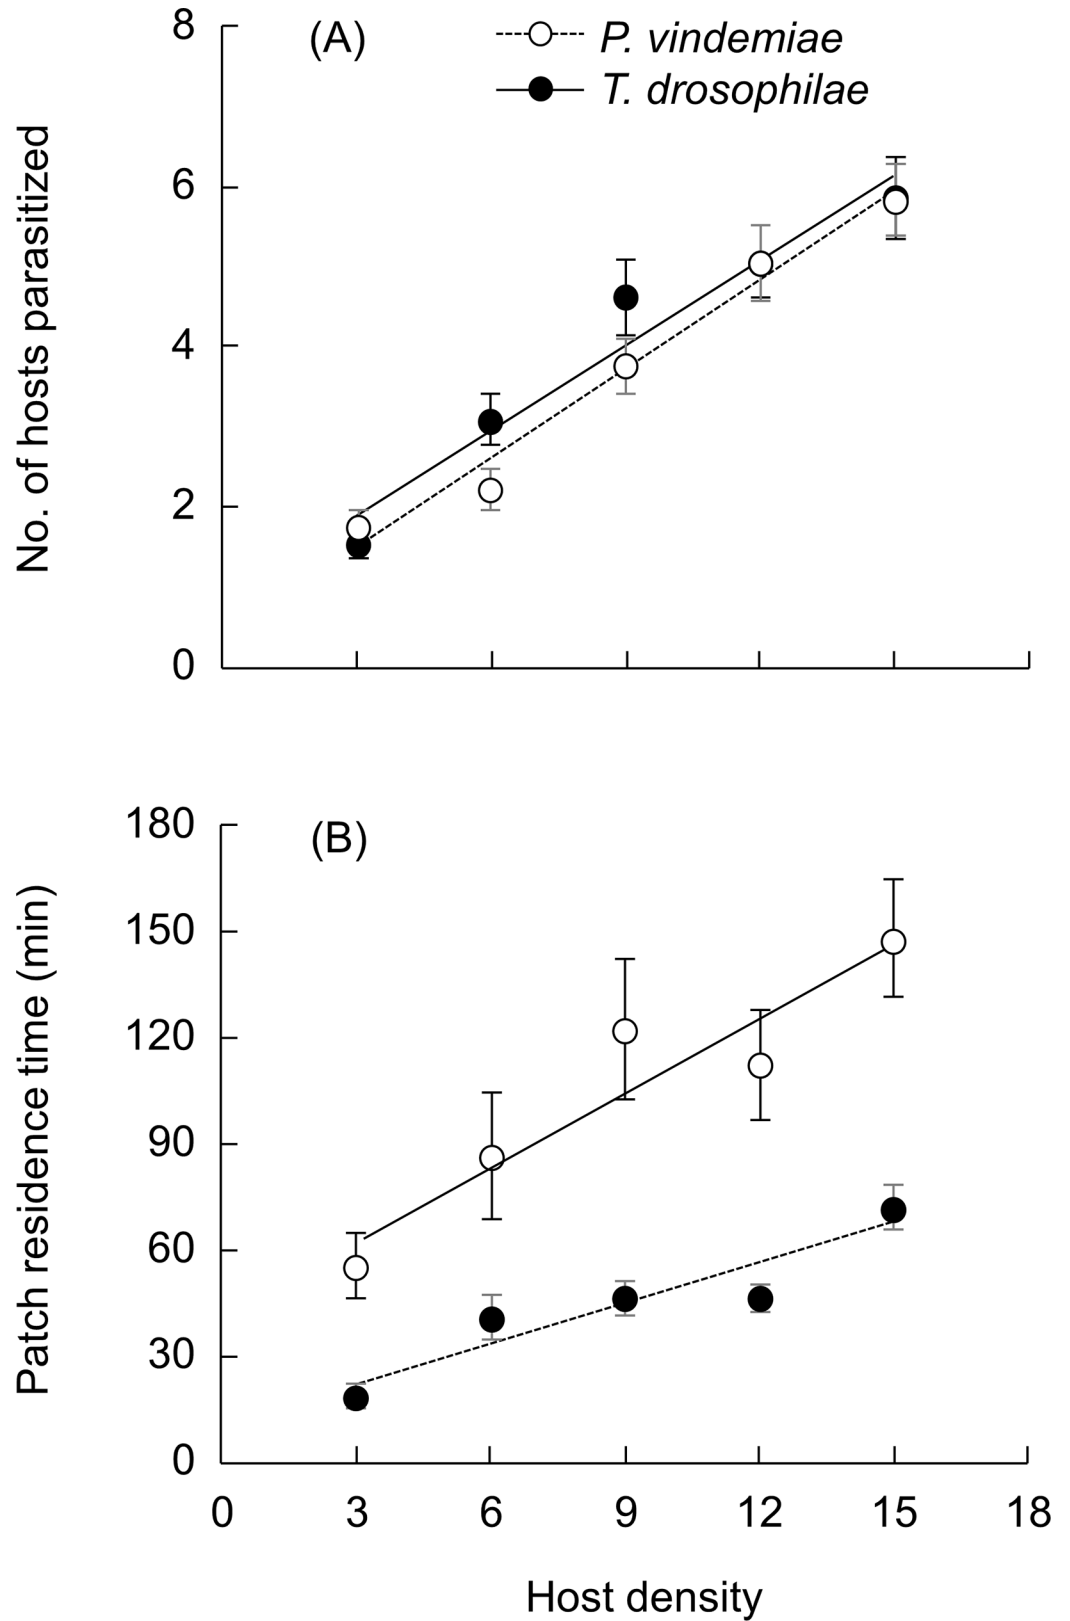 (A)
P. vindemiae
T. drosophilae
No. of hosts parasitized
8
6
4
2
0
(B)
Patch residence time (min)
180
150
120
90
60
30
0
0 3 6 9 12 15 18
Host density